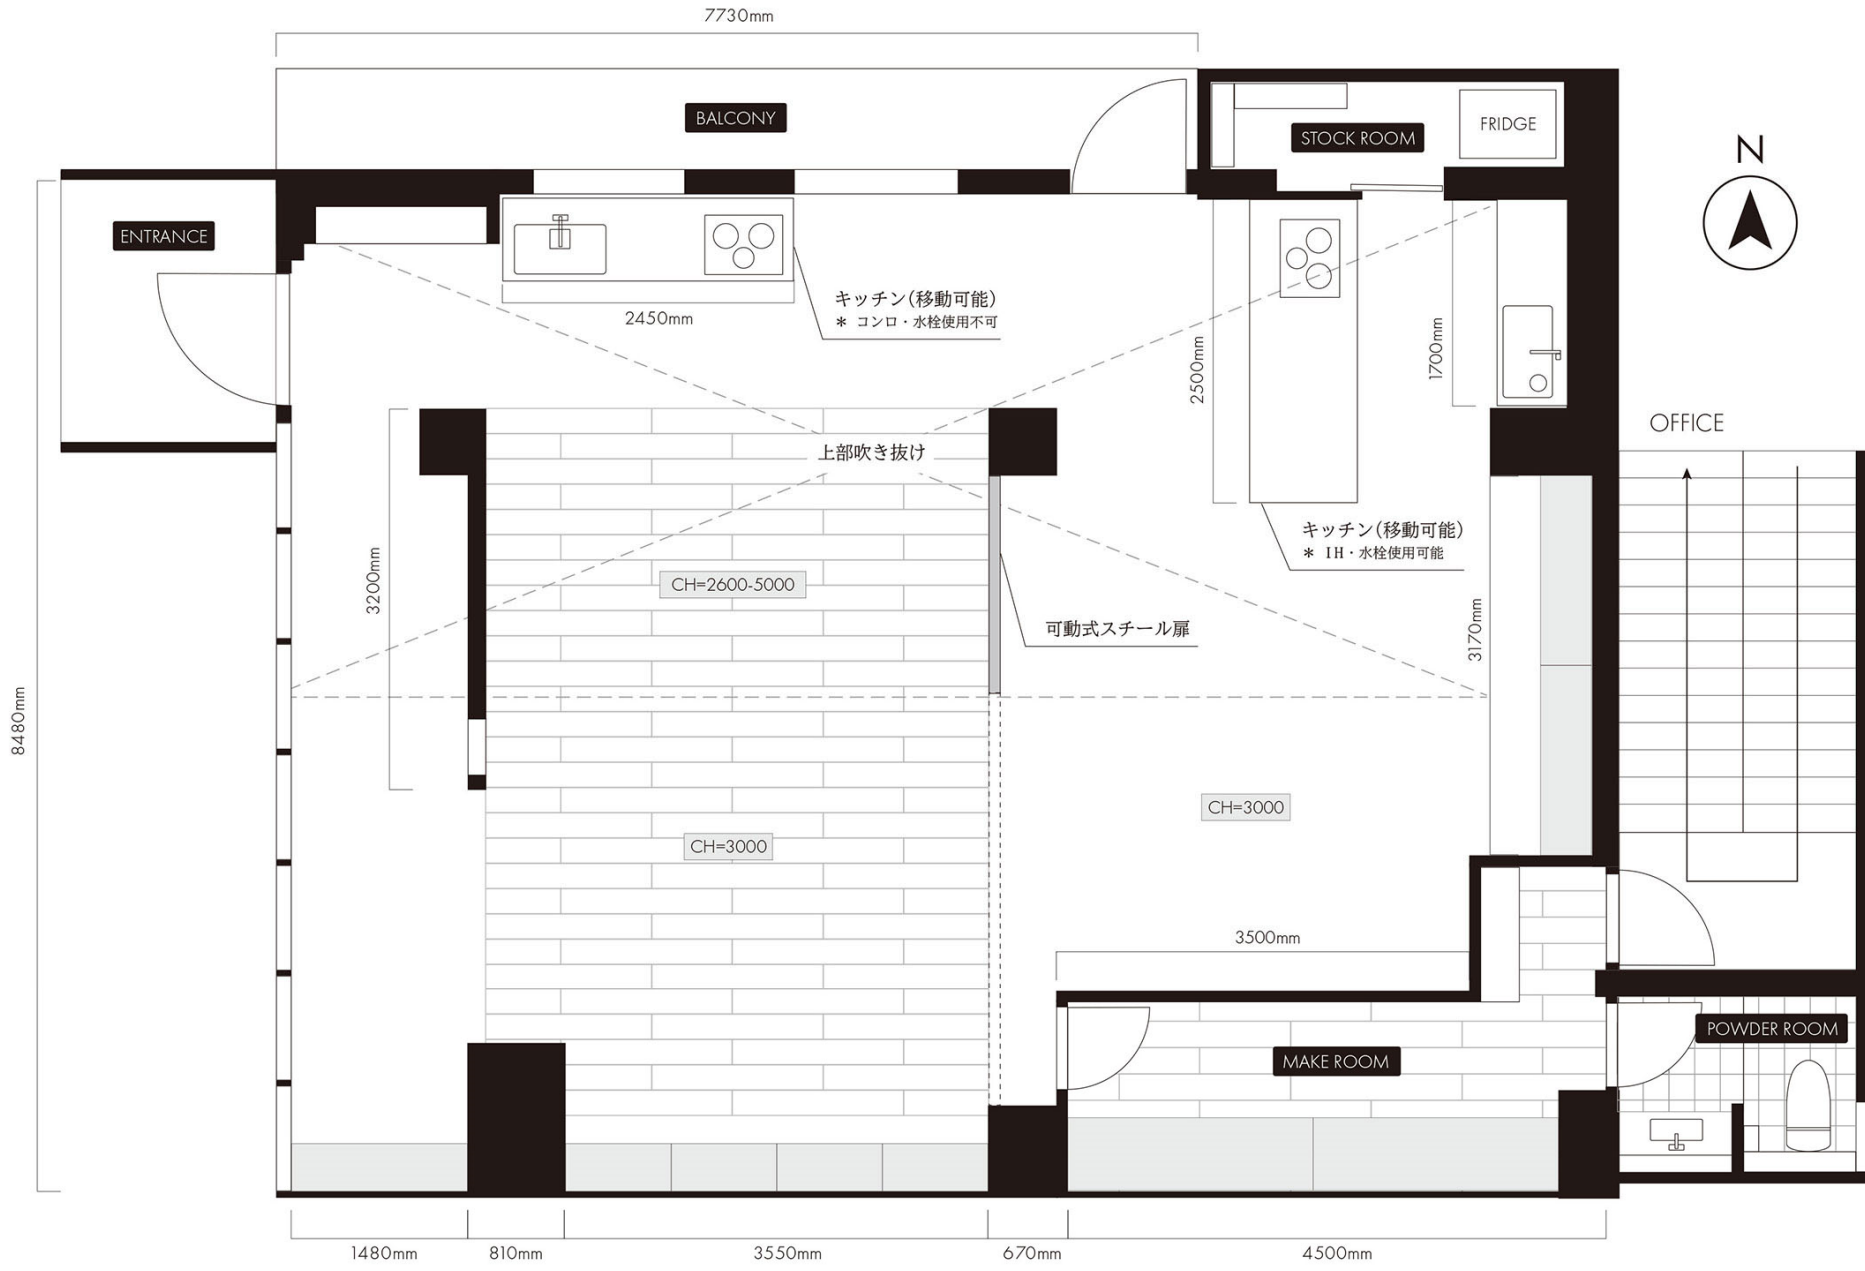 7730mm
BALCONY
STOCK ROOM
FRIDGE
N
ENTRANCE
キッチン(移動可能)
* コンロ・水栓使用不可
2450mm
2500mm
1700mm
OFFICE
上部吹き抜け
キッチン(移動可能)
* IH・水栓使用可能
3200mm
CH=2600-5000
可動式スチール扉
3170mm
8480mm
CH=3000
CH=3000
3500mm
MAKE ROOM
POWDER ROOM
1480mm
810mm
3550mm
670mm
4500mm